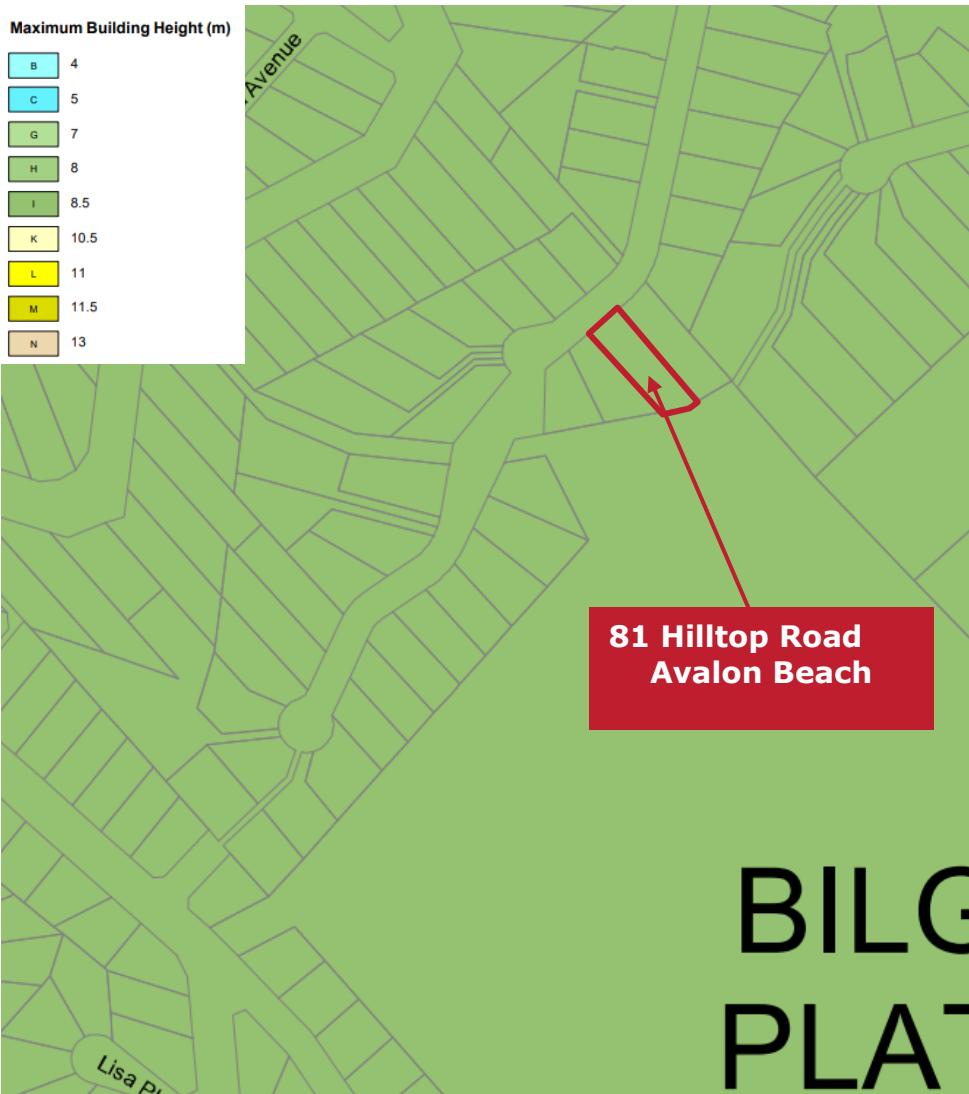 Maximum Building Height (m)
B 4
C 5
G 7
H 8
I 8.5
K 10.5
L 11
M 11.5
N 13
Avenue
81 Hilltop Road
Avalon Beach
BILG
PLAT
Lisa Pl